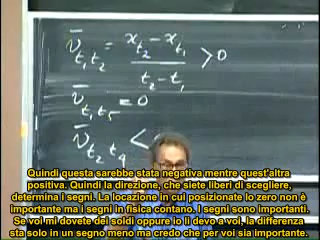 v̄ t₁t₂ = (x t₂ − x t₁) / (t₂ − t₁) > 0
v̄ t₁t₅ = 0
v̄ t₂t₄ <
Quindi questa sarebbe stata negativa mentre quest'altra
positiva. Quindi la direzione, che siete liberi di scegliere,
determina i segni. La locazione in cui posizionate lo zero non è
importante ma i segni in fisica contano. I segni sono importanti.
Se voi mi dovete dei soldi oppure io li devo a voi, la differenza
sta solo in un segno meno ma credo che per voi sia importante.